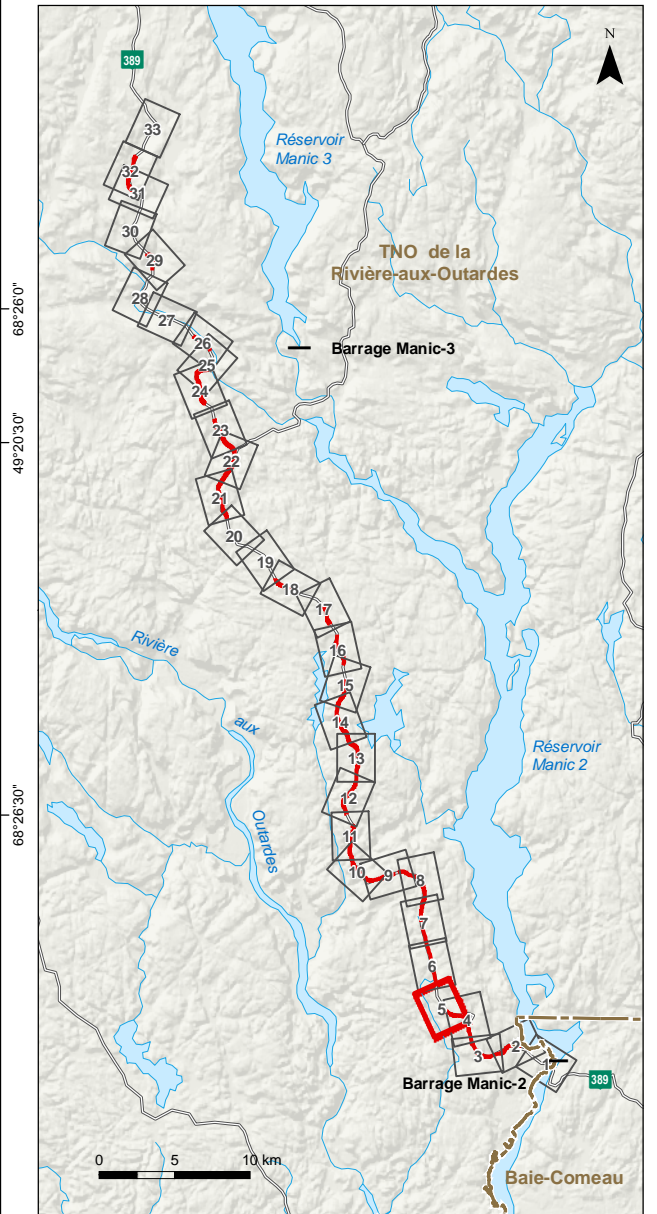 389
N
33
Réservoir
Manic 3
32
31
TNO de la
Rivière-aux-Outardes
30
29
28
68°26'0"
27
26
Barrage Manic-3
25
24
23
49°20'30"
22
21
20
19
18
17
Rivière
16
15
aux
14
Réservoir
Manic 2
13
12
68°26'30"
Outardes
11
10
9
8
7
6
5
4
3
2
1
Barrage Manic-2
389
0 5 10 km
Baie-Comeau